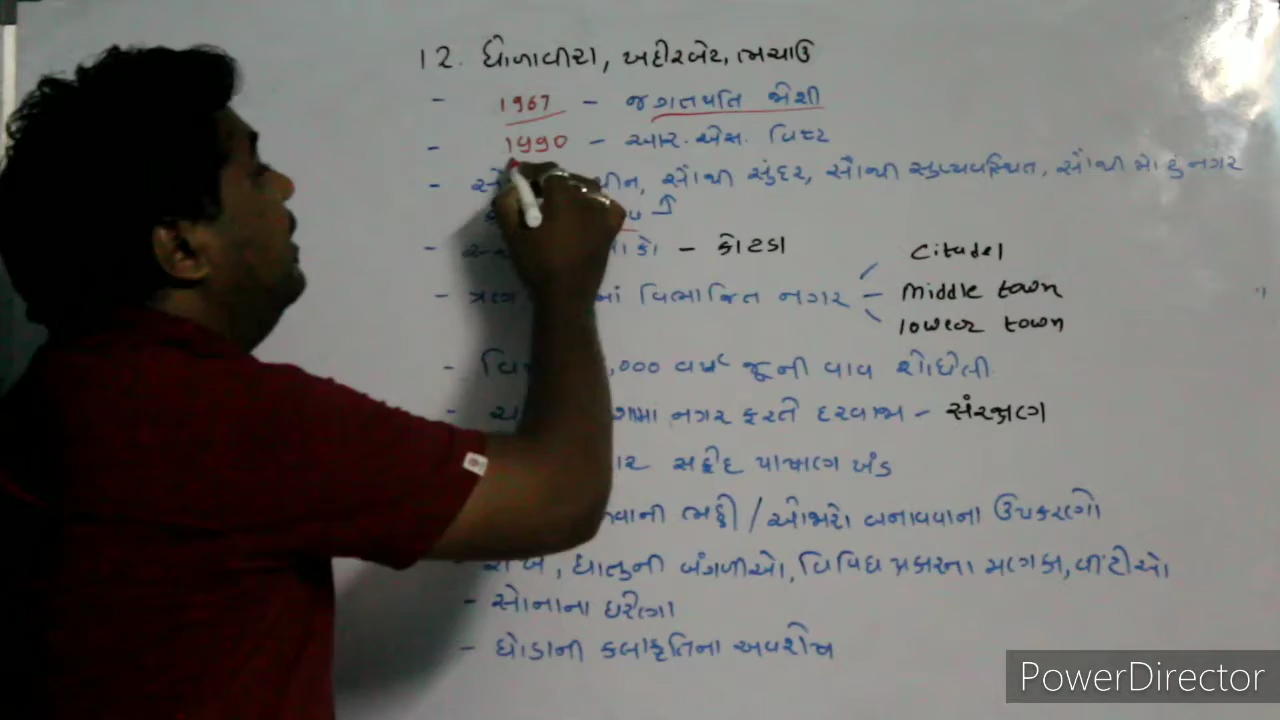 12. ધોળાવીરા, ખદીરબેટ, ભચાઉ
- 1967 - જગતપતિ જોશી
- 1990 - આર. એસ. બિષ્ટ
- ચીન, સૌથી સુંદર, સૌથી સુવ્યવસ્થિત, સૌથી મોટું નગર
- કોટડા
- ત્રણ માં વિભાજિત નગર - Citadel
middle town
lower town
- ,000 વર્ષ જૂની વાવ શોધેલી
- નગર ફરતે દરવાજા - સંરક્ષણ
સફેદ પાષાણ ખંડ
ભઠ્ઠી / ઓજારો બનાવવાના ઉપકરણો
- ધાતુની બંગળીઓ, વિવિધ પ્રકારના મણકા, વીંટીઓ
- સોનાના ઘરેણા
- ઘોડાની કલાકૃતિના અવશેષ
PowerDirector